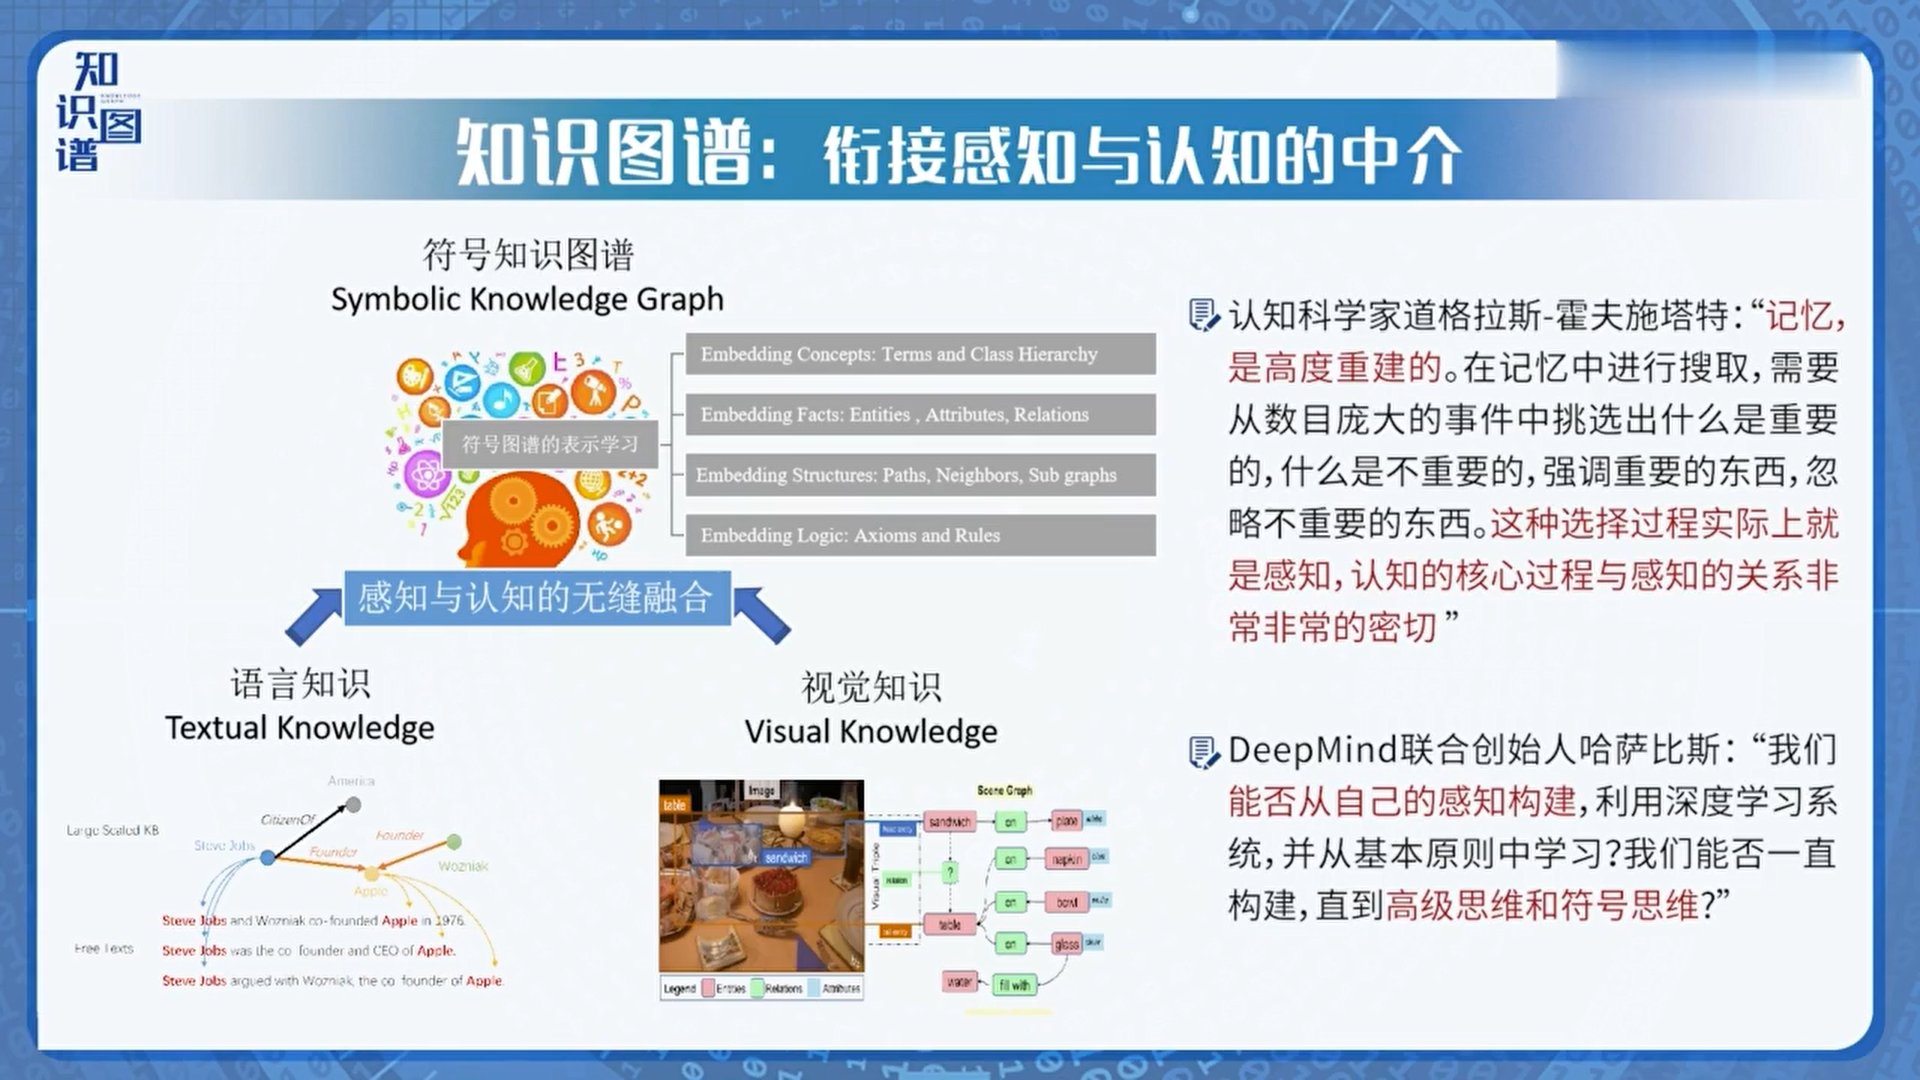 知识图谱
知识图谱：衔接感知与认知的中介
符号知识图谱
Symbolic Knowledge Graph
符号图谱的表示学习
Embedding Concepts: Terms and Class Hierarchy
Embedding Facts: Entities , Attributes, Relations
Embedding Structures: Paths, Neighbors, Sub graphs
Embedding Logic: Axioms and Rules
感知与认知的无缝融合
语言知识
Textual Knowledge
America
CitizenOf
Large Scaled KB
Steve Jobs
Founder
Founder
Wozniak
Apple
Steve Jobs and Wozniak co-founded Apple in 1976.
Free Texts
Steve Jobs was the co founder and CEO of Apple.
Steve Jobs argued with Wozniak, the co founder of Apple.
视觉知识
Visual Knowledge
Image
table
sandwich
Legend Entities Relations Attributes
Scene Graph
Visual Triple
relation
sandwich on plate
?
on napkin
on bowl
table
on glass
water fill with
认知科学家道格拉斯-霍夫施塔特：“记忆，
是高度重建的。在记忆中进行搜取，需要
从数目庞大的事件中挑选出什么是重要
的，什么是不重要的，强调重要的东西，忽
略不重要的东西。这种选择过程实际上就
是感知，认知的核心过程与感知的关系非
常非常的密切 ”
DeepMind联合创始人哈萨比斯：“我们
能否从自己的感知构建，利用深度学习系
统，并从基本原则中学习？我们能否一直
构建，直到高级思维和符号思维？”